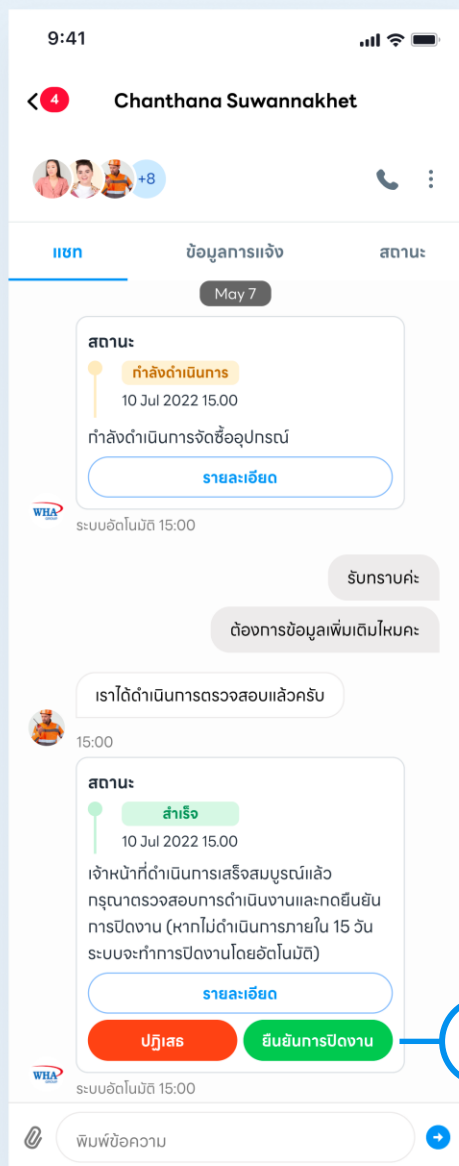 9:41
4
Chanthana Suwannakhet
+8
แชท
ข้อมูลการแจ้ง
สถานะ
May 7
สถานะ
กำลังดำเนินการ
10 Jul 2022 15.00
กำลังดำเนินการจัดซื้ออุปกรณ์
รายละเอียด
WHA
ระบบอัตโนมัติ 15:00
รับทราบค่ะ
ต้องการข้อมูลเพิ่มเติมไหมคะ
เราได้ดำเนินการตรวจสอบแล้วครับ
15:00
สถานะ
สำเร็จ
10 Jul 2022 15.00
เจ้าหน้าที่ดำเนินการเสร็จสมบูรณ์แล้ว
กรุณาตรวจสอบการดำเนินงานและกดยืนยัน
การปิดงาน (หากไม่ดำเนินการภายใน 15 วัน
ระบบจะทำการปิดงานโดยอัตโนมัติ)
รายละเอียด
ปฏิเสธ
ยืนยันการปิดงาน
WHA
ระบบอัตโนมัติ 15:00
พิมพ์ข้อความ